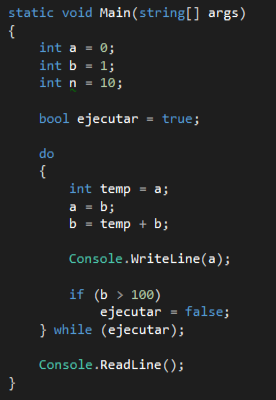 static void Main(string[] args)
{
    int a = 0;
    int b = 1;
    int n = 10;

    bool ejecutar = true;

    do
    {
        int temp = a;
        a = b;
        b = temp + b;

        Console.WriteLine(a);

        if (b > 100)
            ejecutar = false;
    } while (ejecutar);

    Console.ReadLine();
}